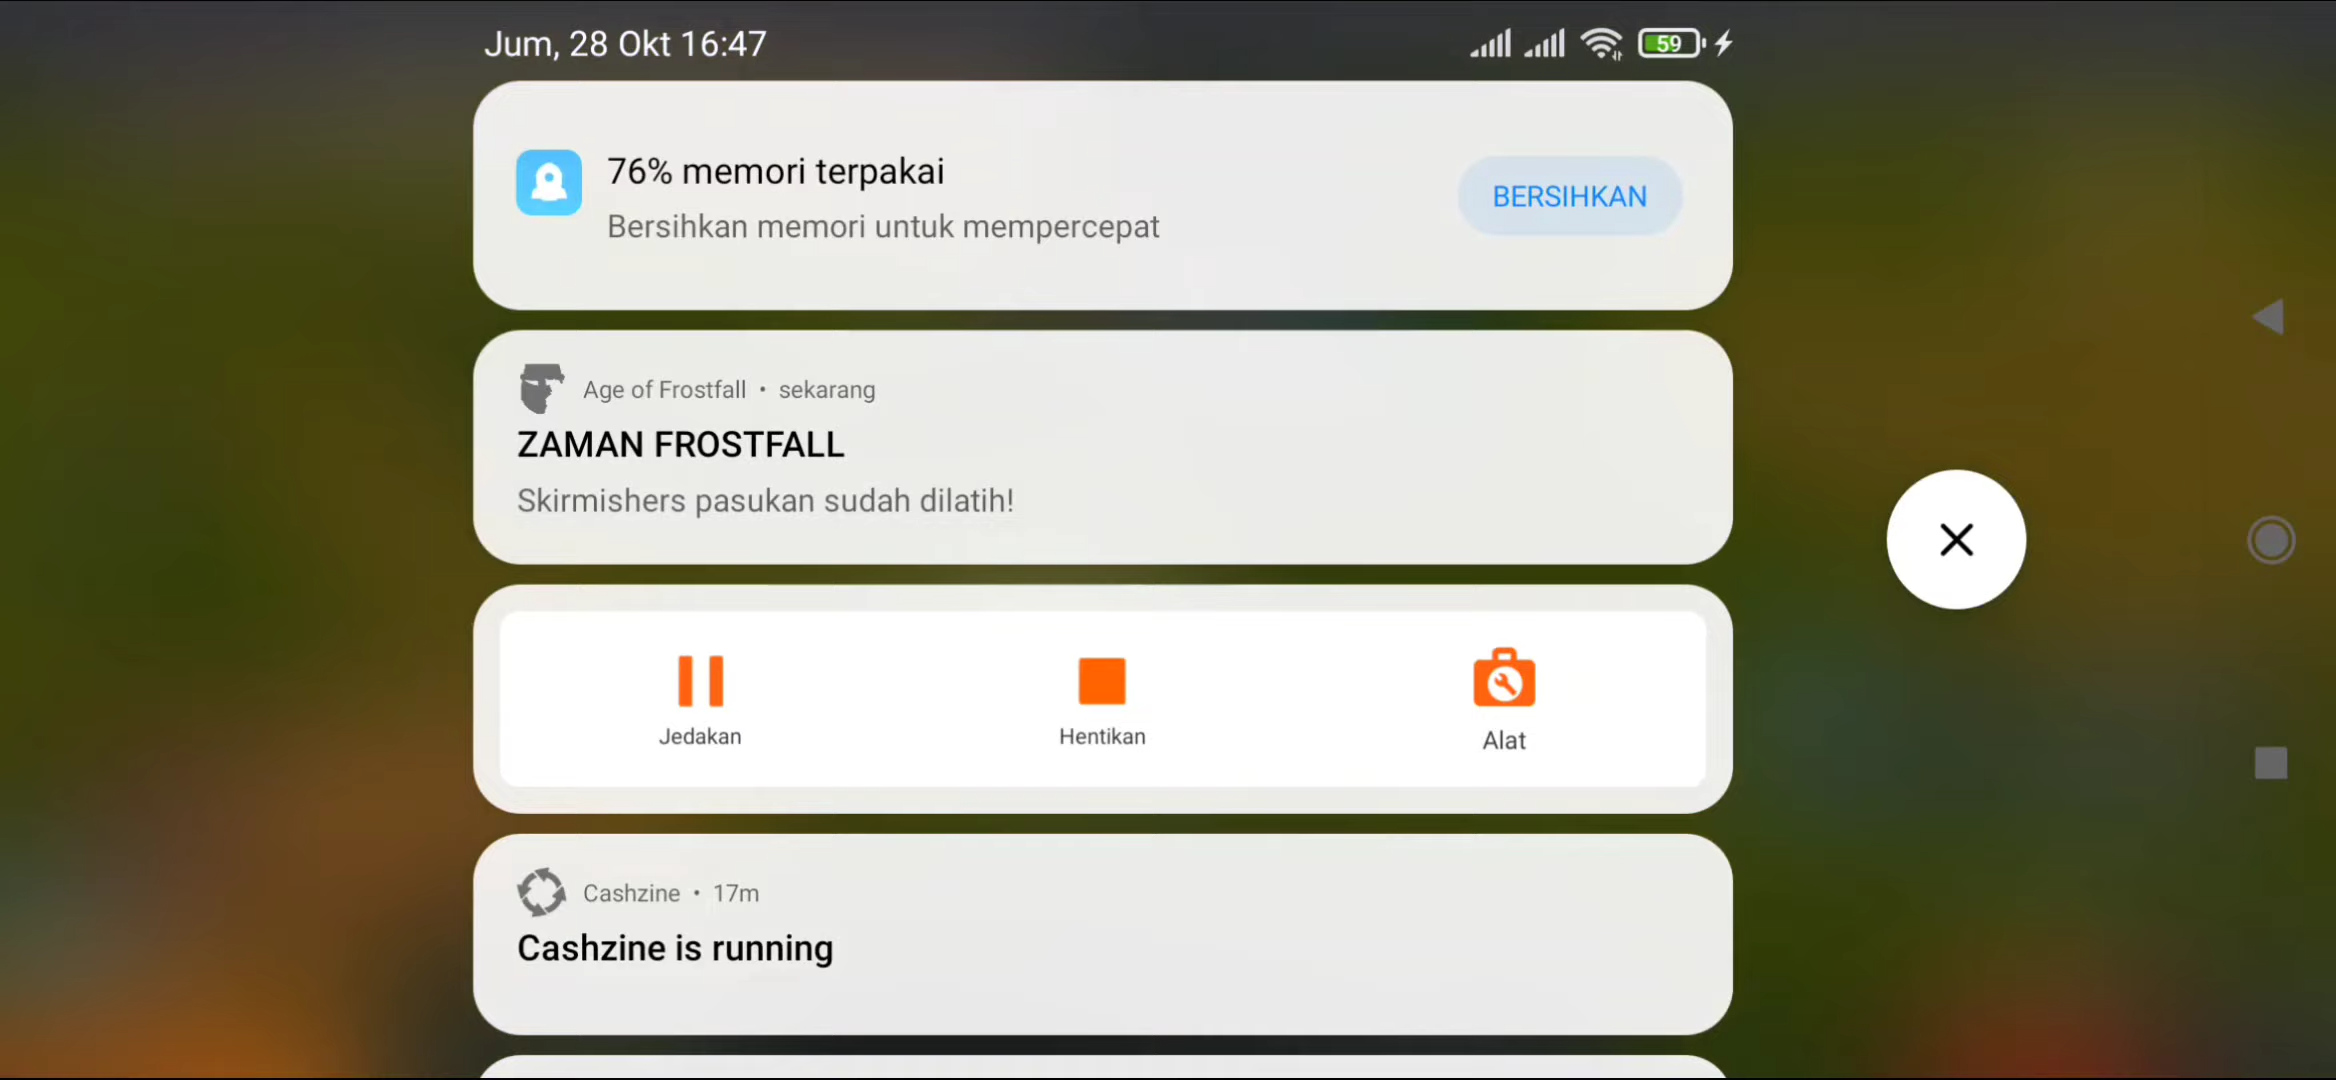 Jum, 28 Okt 16:47
59
76% memori terpakai
Bersihkan memori untuk mempercepat
BERSIHKAN
Age of Frostfall • sekarang
ZAMAN FROSTFALL
Skirmishers pasukan sudah dilatih!
Jedakan
Hentikan
Alat
Cashzine • 17m
Cashzine is running